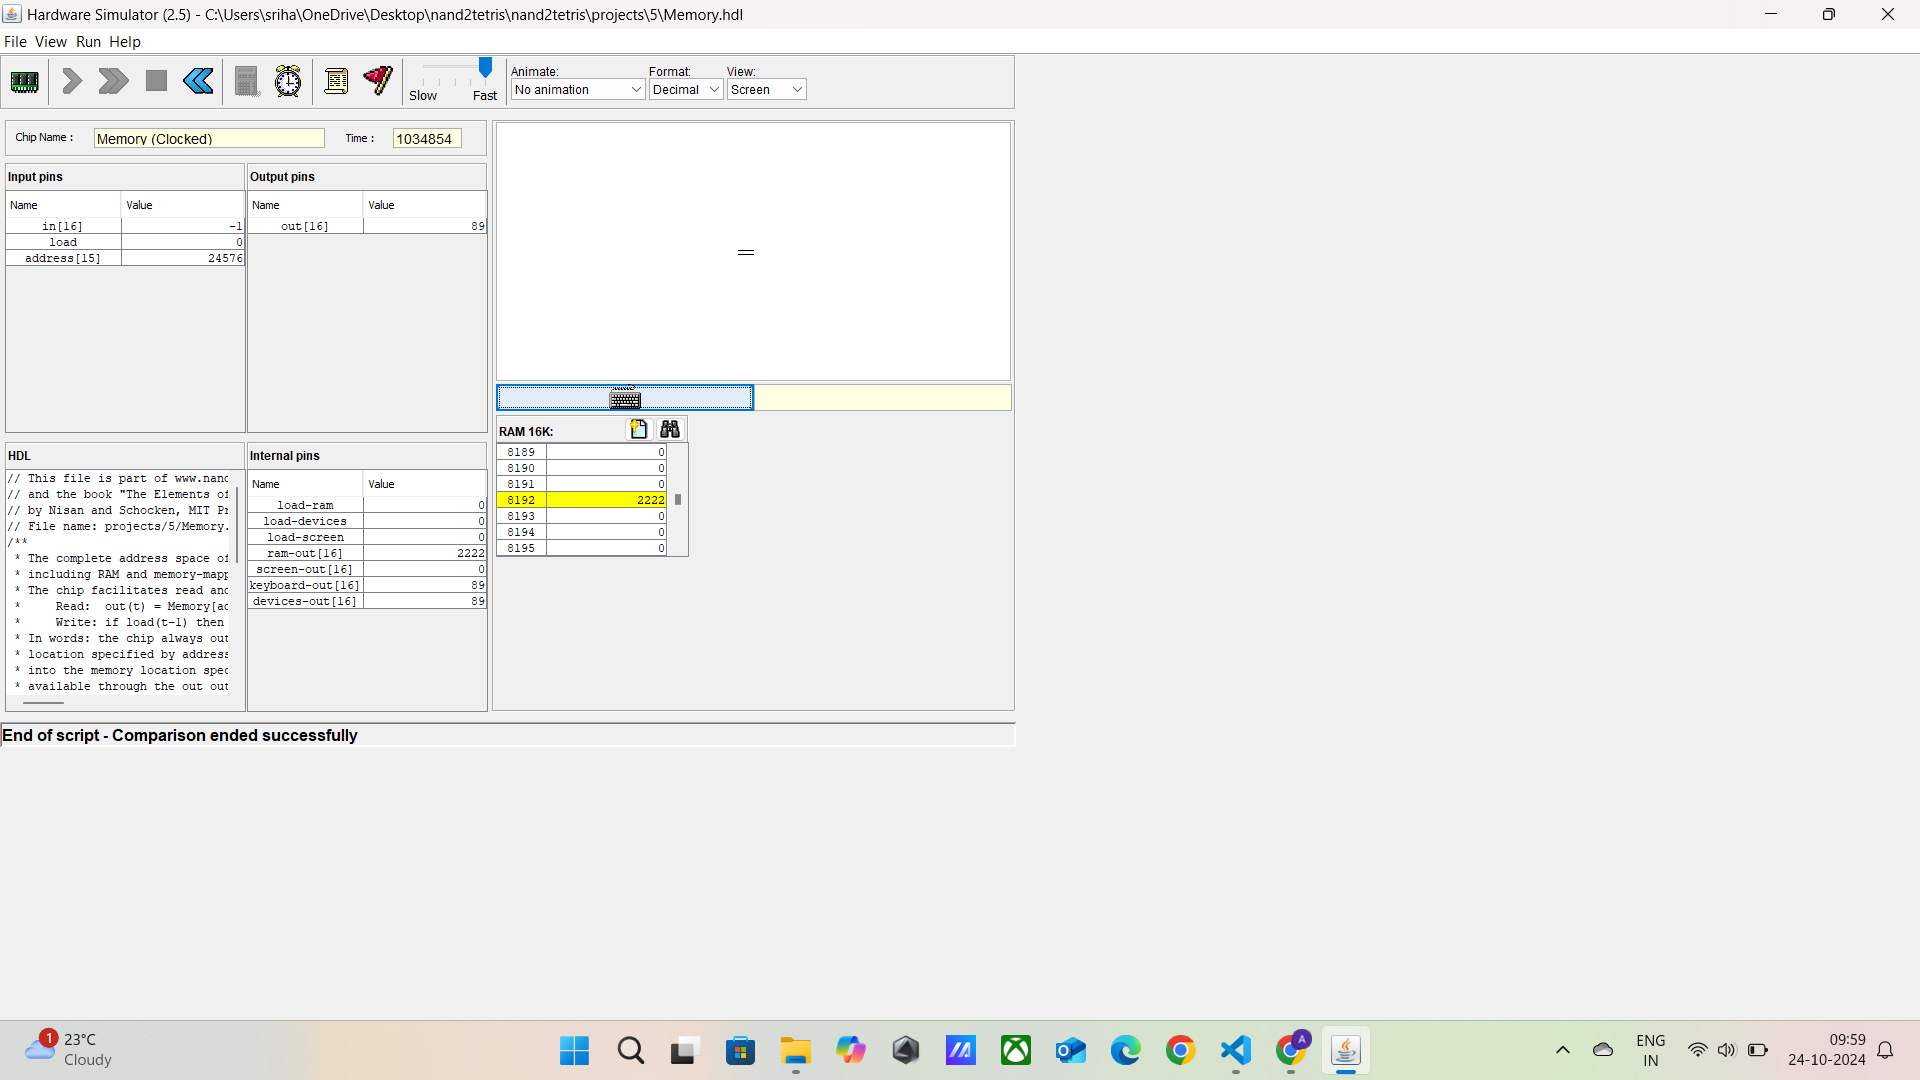 Hardware Simulator (2.5) - C:\Users\sriha\OneDrive\Desktop\nand2tetris\nand2tetris\projects\5\Memory.hdl
File View Run Help
Slow Fast
Animate: Format: View:
No animation Decimal Screen
Chip Name : Memory (Clocked) Time : 1034854
Input pins
Name Value
in[16] -1
load 0
address[15] 24576
Output pins
Name Value
out[16] 89
HDL
// This file is part of www.nand
// and the book "The Elements of
// by Nisan and Schocken, MIT Pr
// File name: projects/5/Memory.
/**
* The complete address space of
* including RAM and memory-mapp
* The chip facilitates read and
* Read: out(t) = Memory[ad
* Write: if load(t-1) then
* In words: the chip always out
* location specified by address
* into the memory location spec
* available through the out out
Internal pins
Name Value
load-ram 0
load-devices 0
load-screen 0
ram-out[16] 2222
screen-out[16] 0
keyboard-out[16] 89
devices-out[16] 89
RAM 16K:
8189 0
8190 0
8191 0
8192 2222
8193 0
8194 0
8195 0
End of script - Comparison ended successfully
1
23°C
Cloudy
A
ENG
IN
09:59
24-10-2024